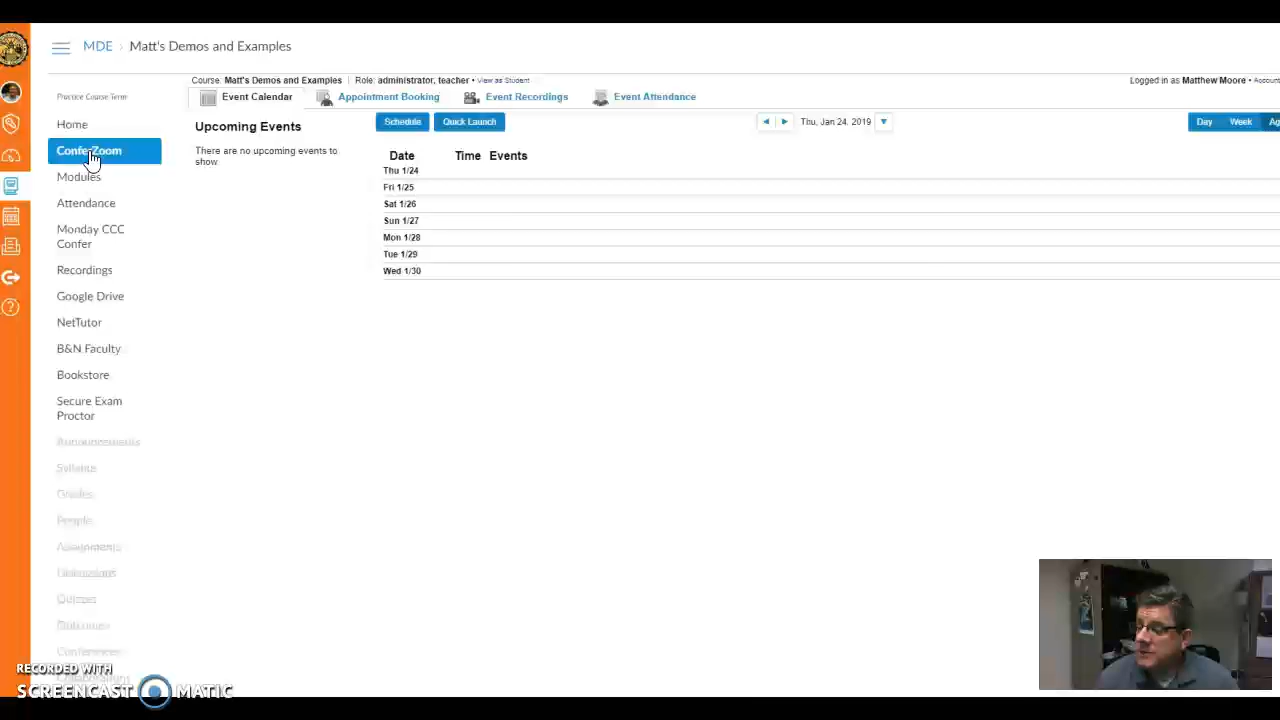 MDE › Matt's Demos and Examples
Course: Matt's Demos and Examples | Role: administrator, teacher • View as Student
Logged in as Matthew Moore • Account
Practice Course Term
Event Calendar Appointment Booking Event Recordings Event Attendance
Home
ConferZoom
Modules
Attendance
Monday CCC
Confer
Recordings
Google Drive
NetTutor
B&N Faculty
Bookstore
Secure Exam
Proctor
Announcements
Syllabus
Grades
People
Assignments
Discussions
Quizzes
Outcomes
Conferences
Upcoming Events
There are no upcoming events to
show
Schedule Quick Launch
Thu, Jan 24, 2019
Day Week Ag
Date Time Events
Thu 1/24
Fri 1/25
Sat 1/26
Sun 1/27
Mon 1/28
Tue 1/29
Wed 1/30
RECORDED WITH
SCREENCAST MATIC